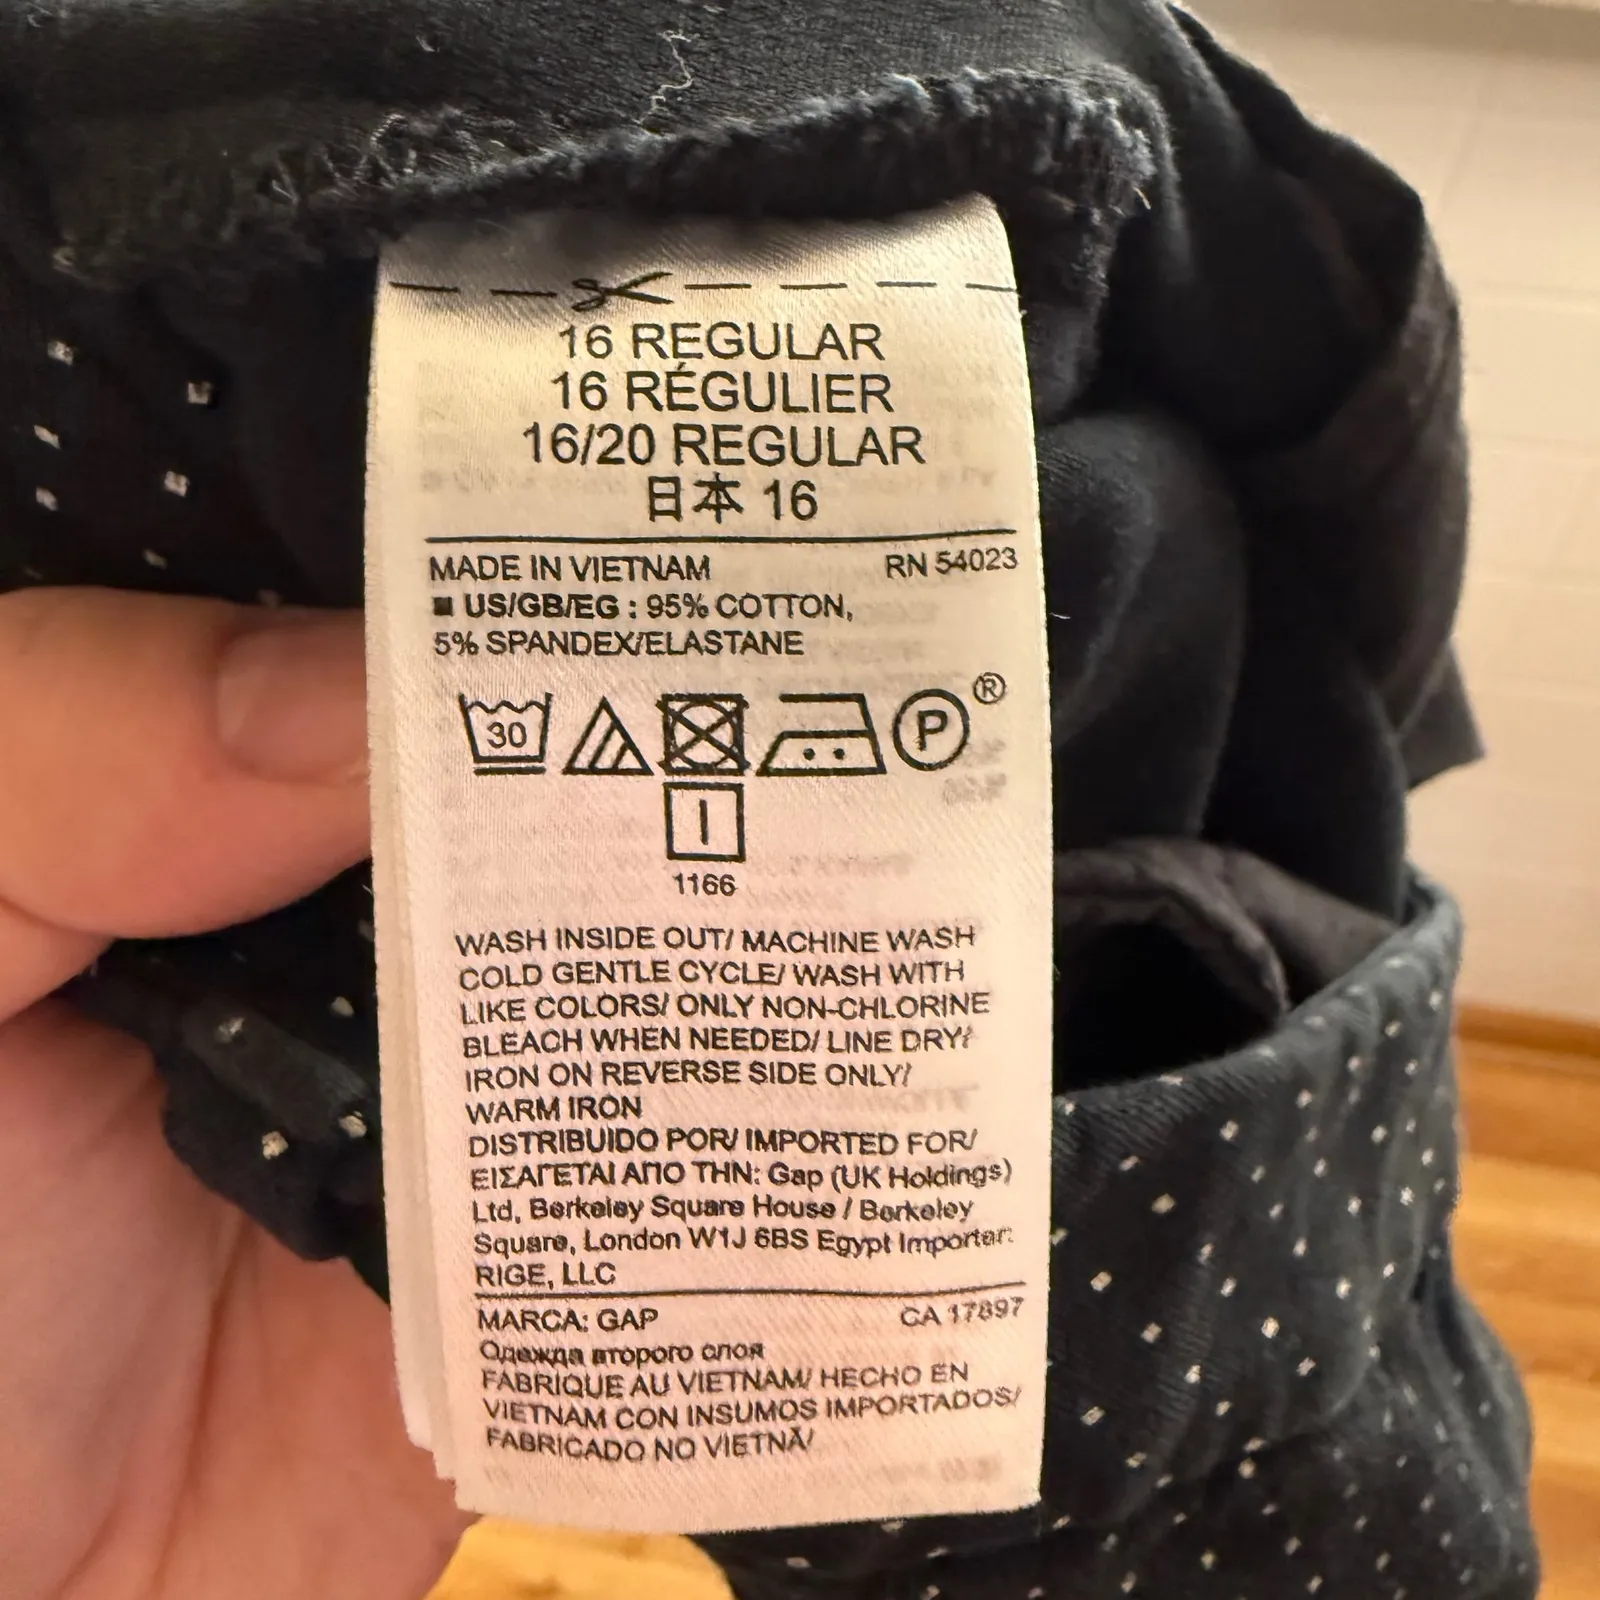 16 REGULAR
16 RÉGULIER
16/20 REGULAR
日本 16
MADE IN VIETNAM RN 54023
■ US/GB/EG : 95% COTTON,
5% SPANDEX/ELASTANE
30 P ®
1166
WASH INSIDE OUT/ MACHINE WASH
COLD GENTLE CYCLE/ WASH WITH
LIKE COLORS/ ONLY NON-CHLORINE
BLEACH WHEN NEEDED/ LINE DRY/
IRON ON REVERSE SIDE ONLY/
WARM IRON
DISTRIBUIDO POR/ IMPORTED FOR/
ΕΙΣΑΓΕΤΑΙ ΑΠΟ ΤΗΝ: Gap (UK Holdings)
Ltd, Berkeley Square House / Berkeley
Square, London W1J 6BS Egypt Importer:
RIGE, LLC
MARCA: GAP CA 17897
Одежда второго слоя
FABRIQUE AU VIETNAM/ HECHO EN
VIETNAM CON INSUMOS IMPORTADOS/
FABRICADO NO VIETNÃ/